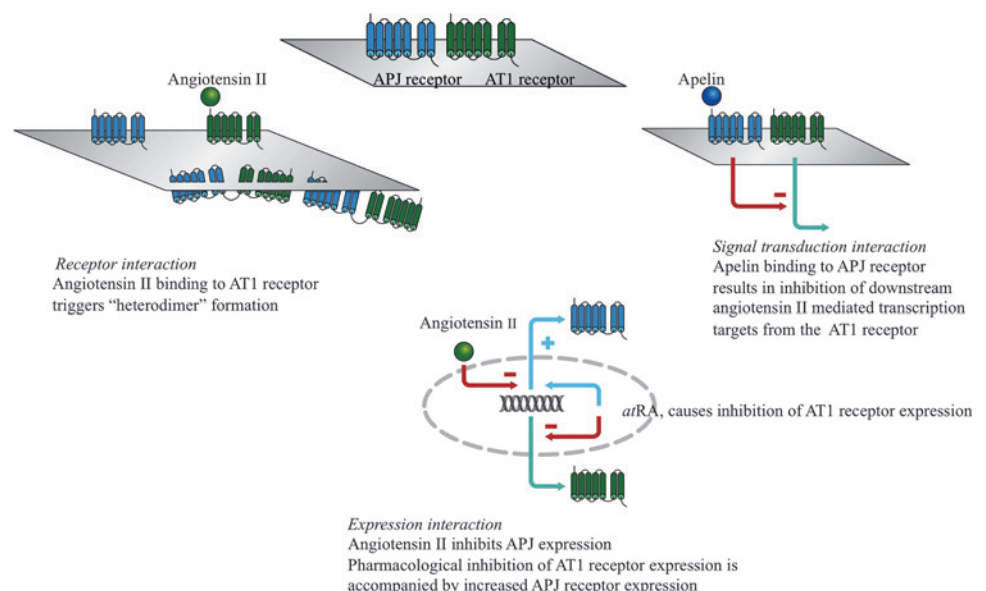 APJ receptor
AT1 receptor
Angiotensin II
Receptor interaction
Angiotensin II binding to AT1 receptor
triggers “heterodimer” formation
Apelin
Signal transduction interaction
Apelin binding to APJ receptor
results in inhibition of downstream
angiotensin II mediated transcription
targets from the AT1 receptor
Angiotensin II
atRA, causes inhibition of AT1 receptor expression
Expression interaction
Angiotensin II inhibits APJ expression
Pharmacological inhibition of AT1 receptor expression is
accompanied by increased APJ receptor expression